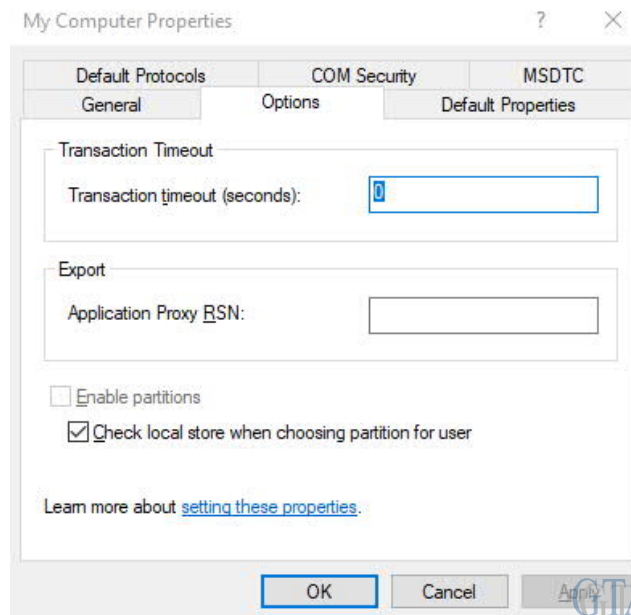 My Computer Properties ? ×
Default Protocols COM Security MSDTC
General Options Default Properties
Transaction Timeout
Transaction timeout (seconds): 0
Export
Application Proxy RSN:
Enable partitions
Check local store when choosing partition for user
Learn more about setting these properties.
OK Cancel Apply